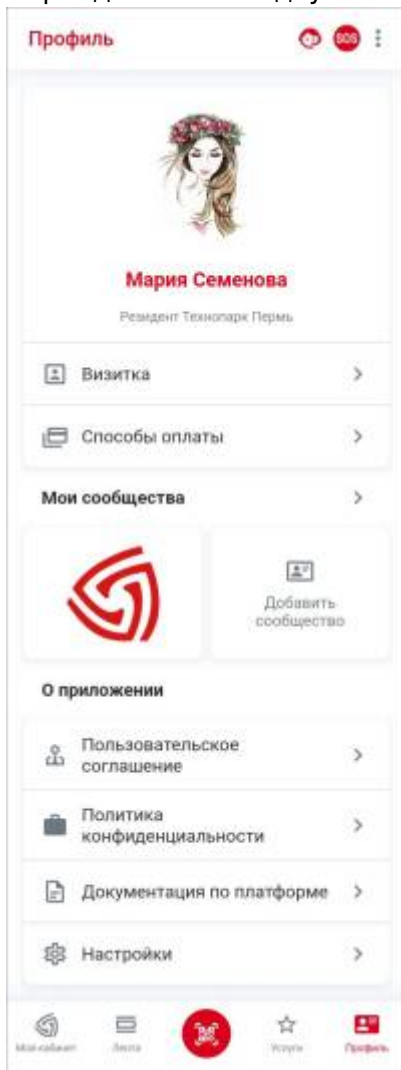 Профиль
SOS
Мария Семенова
Резидент Технопарк Пермь
Визитка
Способы оплаты
Мои сообщества
Добавить
сообщество
О приложении
Пользовательское
соглашение
Политика
конфиденциальности
Документация по платформе
Настройки
Мой кабинет
Лента
Услуги
Профиль